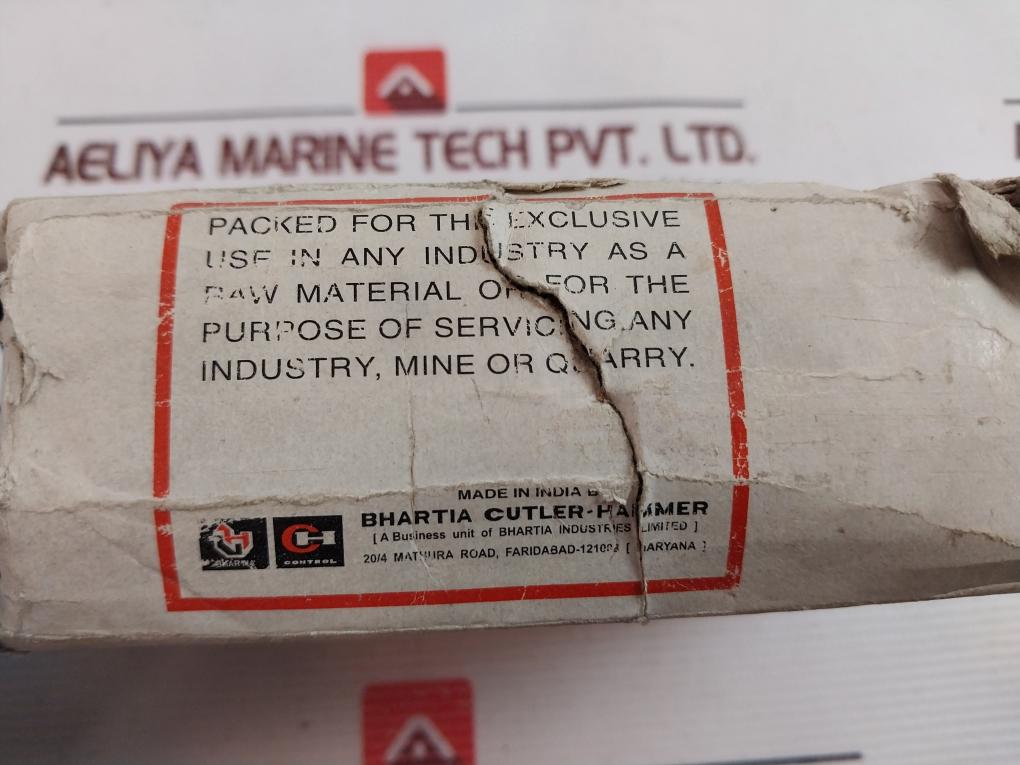 AELIYA MARINE TECH PVT. LTD.
PACKED FOR THE EXCLUSIVE
USE IN ANY INDUSTRY AS A
RAW MATERIAL OR FOR THE
PURPOSE OF SERVICING ANY
INDUSTRY, MINE OR QUARRY.
MADE IN INDIA B
BHARTIA CUTLER-HAMMER
[ A Business unit of BHARTIA INDUSTRIES LIMITED ]
20/4 MATHURA ROAD, FARIDABAD-121003 [ HARYANA ]
BHARTIA
CH
CONTROL